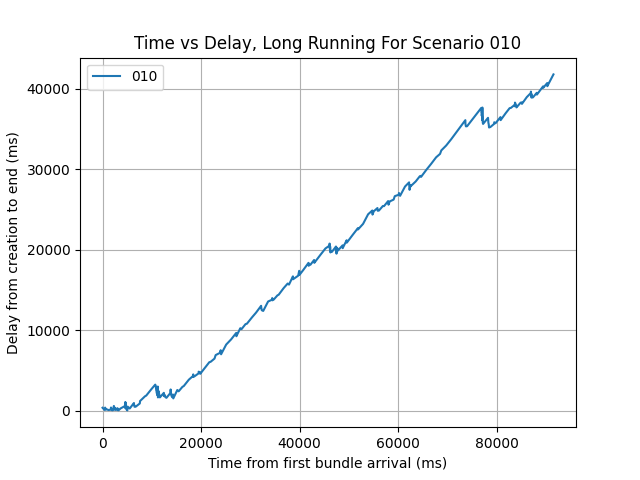 Time vs Delay, Long Running For Scenario 010
010
Delay from creation to end (ms)
40000
30000
20000
10000
0
0 20000 40000 60000 80000
Time from first bundle arrival (ms)